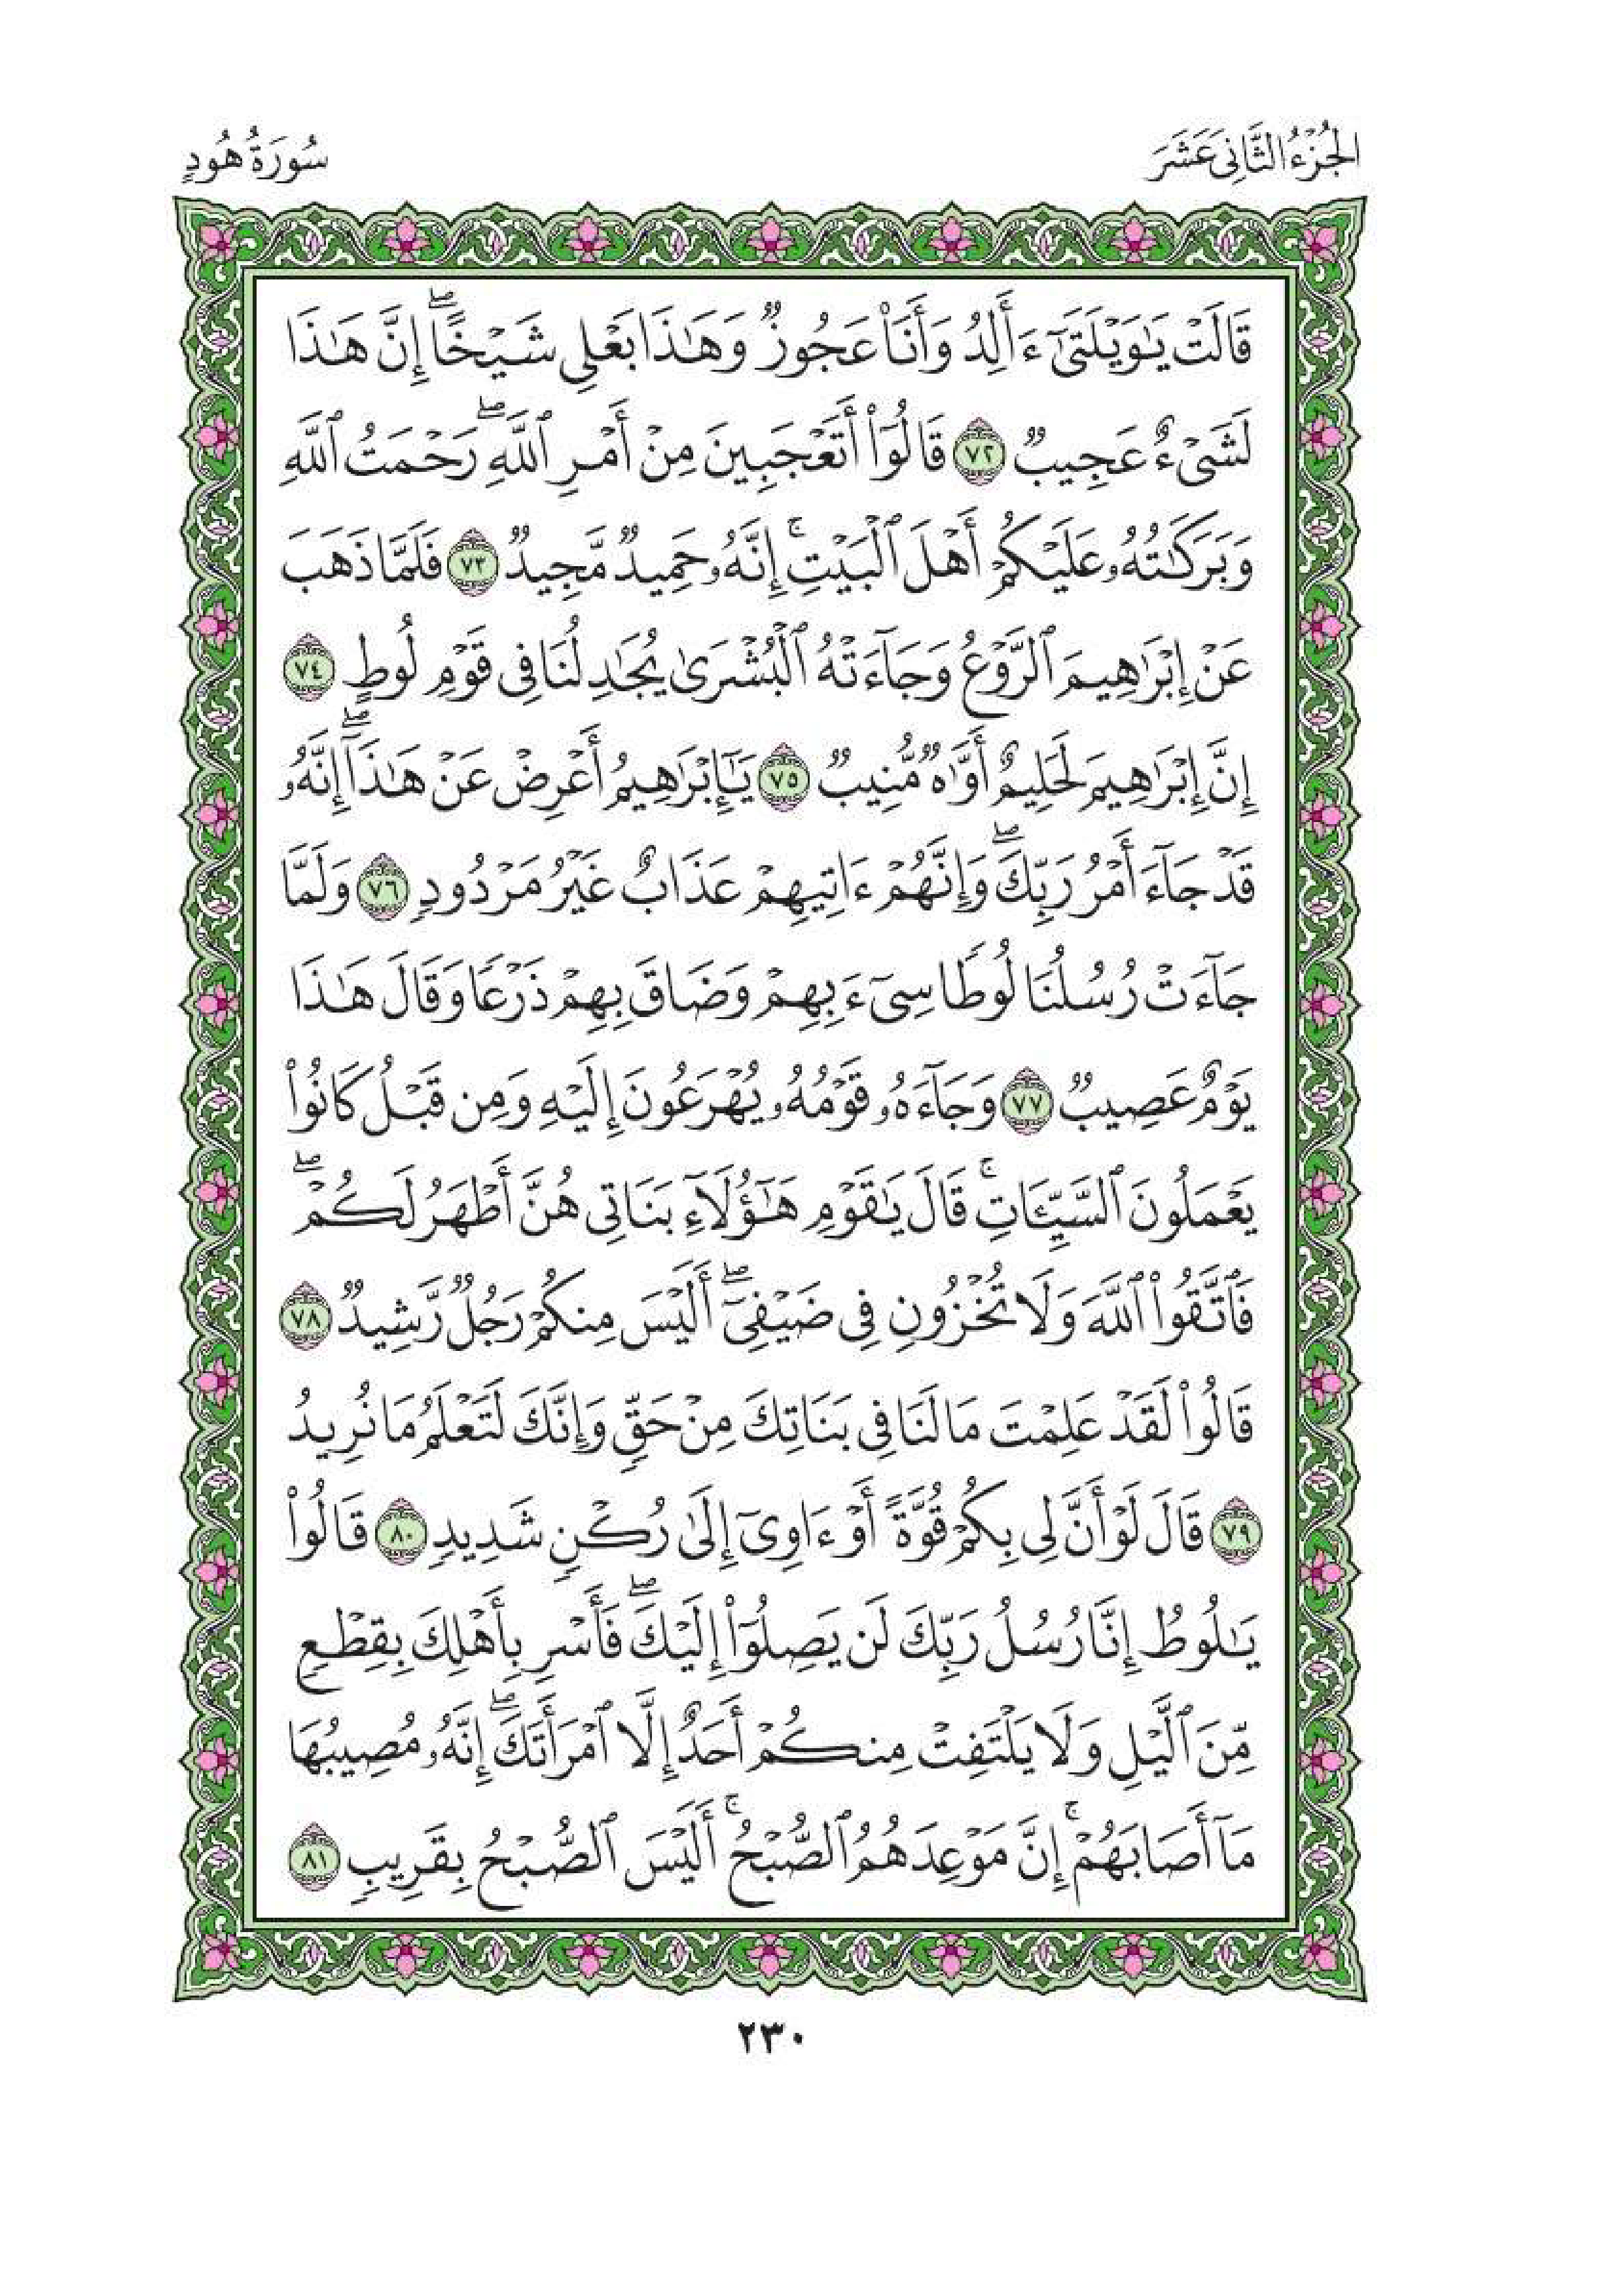 الجُزْءُ الثَّانِي عَشَرَ
سُورَةُ هُودٍ
قَالَتْ يَٰوَيْلَتَىٰٓ ءَأَلِدُ وَأَنَا۠ عَجُوزٌ وَهَٰذَا بَعْلِى شَيْخًا ۖ إِنَّ هَٰذَا
لَشَىْءٌ عَجِيبٌ ٧٢ قَالُوٓا۟ أَتَعْجَبِينَ مِنْ أَمْرِ ٱللَّهِ ۖ رَحْمَتُ ٱللَّهِ
وَبَرَكَٰتُهُۥ عَلَيْكُمْ أَهْلَ ٱلْبَيْتِ ۚ إِنَّهُۥ حَمِيدٌ مَّجِيدٌ ٧٣ فَلَمَّا ذَهَبَ
عَنْ إِبْرَٰهِيمَ ٱلرَّوْعُ وَجَآءَتْهُ ٱلْبُشْرَىٰ يُجَٰدِلُنَا فِى قَوْمِ لُوطٍ ٧٤
إِنَّ إِبْرَٰهِيمَ لَحَلِيمٌ أَوَّٰهٌ مُّنِيبٌ ٧٥ يَٰٓإِبْرَٰهِيمُ أَعْرِضْ عَنْ هَٰذَآ ۖ إِنَّهُۥ
قَدْ جَآءَ أَمْرُ رَبِّكَ ۖ وَإِنَّهُمْ ءَاتِيهِمْ عَذَابٌ غَيْرُ مَرْدُودٍ ٧٦ وَلَمَّا
جَآءَتْ رُسُلُنَا لُوطًا سِىٓءَ بِهِمْ وَضَاقَ بِهِمْ ذَرْعًا وَقَالَ هَٰذَا
يَوْمٌ عَصِيبٌ ٧٧ وَجَآءَهُۥ قَوْمُهُۥ يُهْرَعُونَ إِلَيْهِ وَمِن قَبْلُ كَانُوا۟
يَعْمَلُونَ ٱلسَّيِّـَٔاتِ ۚ قَالَ يَٰقَوْمِ هَٰٓؤُلَآءِ بَنَاتِى هُنَّ أَطْهَرُ لَكُمْ ۖ
فَٱتَّقُوا۟ ٱللَّهَ وَلَا تُخْزُونِ فِى ضَيْفِىٓ ۖ أَلَيْسَ مِنكُمْ رَجُلٌ رَّشِيدٌ ٧٨
قَالُوا۟ لَقَدْ عَلِمْتَ مَا لَنَا فِى بَنَاتِكَ مِنْ حَقٍّ وَإِنَّكَ لَتَعْلَمُ مَا نُرِيدُ
٧٩ قَالَ لَوْ أَنَّ لِى بِكُمْ قُوَّةً أَوْ ءَاوِىٓ إِلَىٰ رُكْنٍ شَدِيدٍ ٨٠ قَالُوا۟
يَٰلُوطُ إِنَّا رُسُلُ رَبِّكَ لَن يَصِلُوٓا۟ إِلَيْكَ ۖ فَأَسْرِ بِأَهْلِكَ بِقِطْعٍ
مِّنَ ٱلَّيْلِ وَلَا يَلْتَفِتْ مِنكُمْ أَحَدٌ إِلَّا ٱمْرَأَتَكَ ۖ إِنَّهُۥ مُصِيبُهَا
مَآ أَصَابَهُمْ ۚ إِنَّ مَوْعِدَهُمُ ٱلصُّبْحُ ۚ أَلَيْسَ ٱلصُّبْحُ بِقَرِيبٍ ٨١
٢٣٠